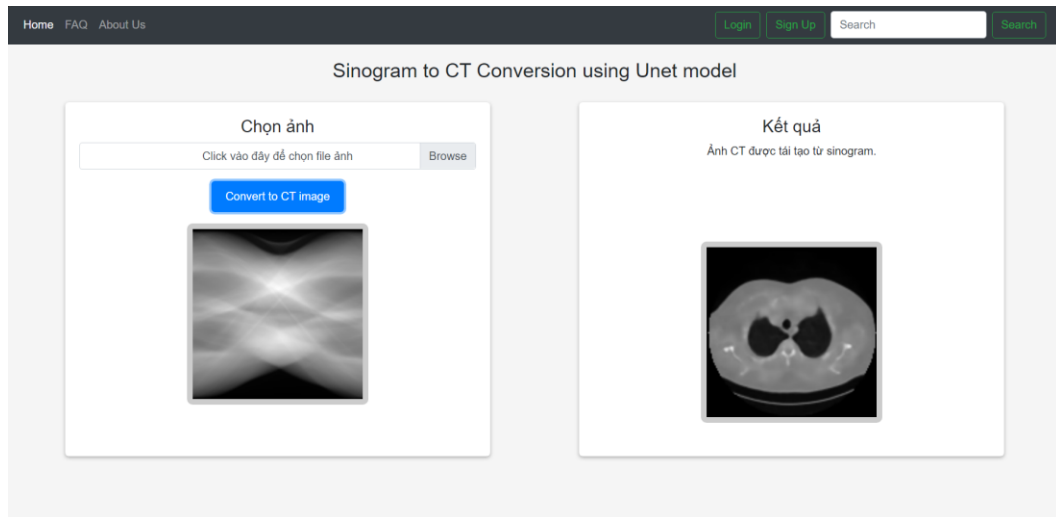 Home FAQ About Us Login Sign Up Search Search
Sinogram to CT Conversion using Unet model
Chọn ảnh
Click vào đây để chọn file ảnh Browse
Convert to CT image
Kết quả
Ảnh CT được tái tạo từ sinogram.